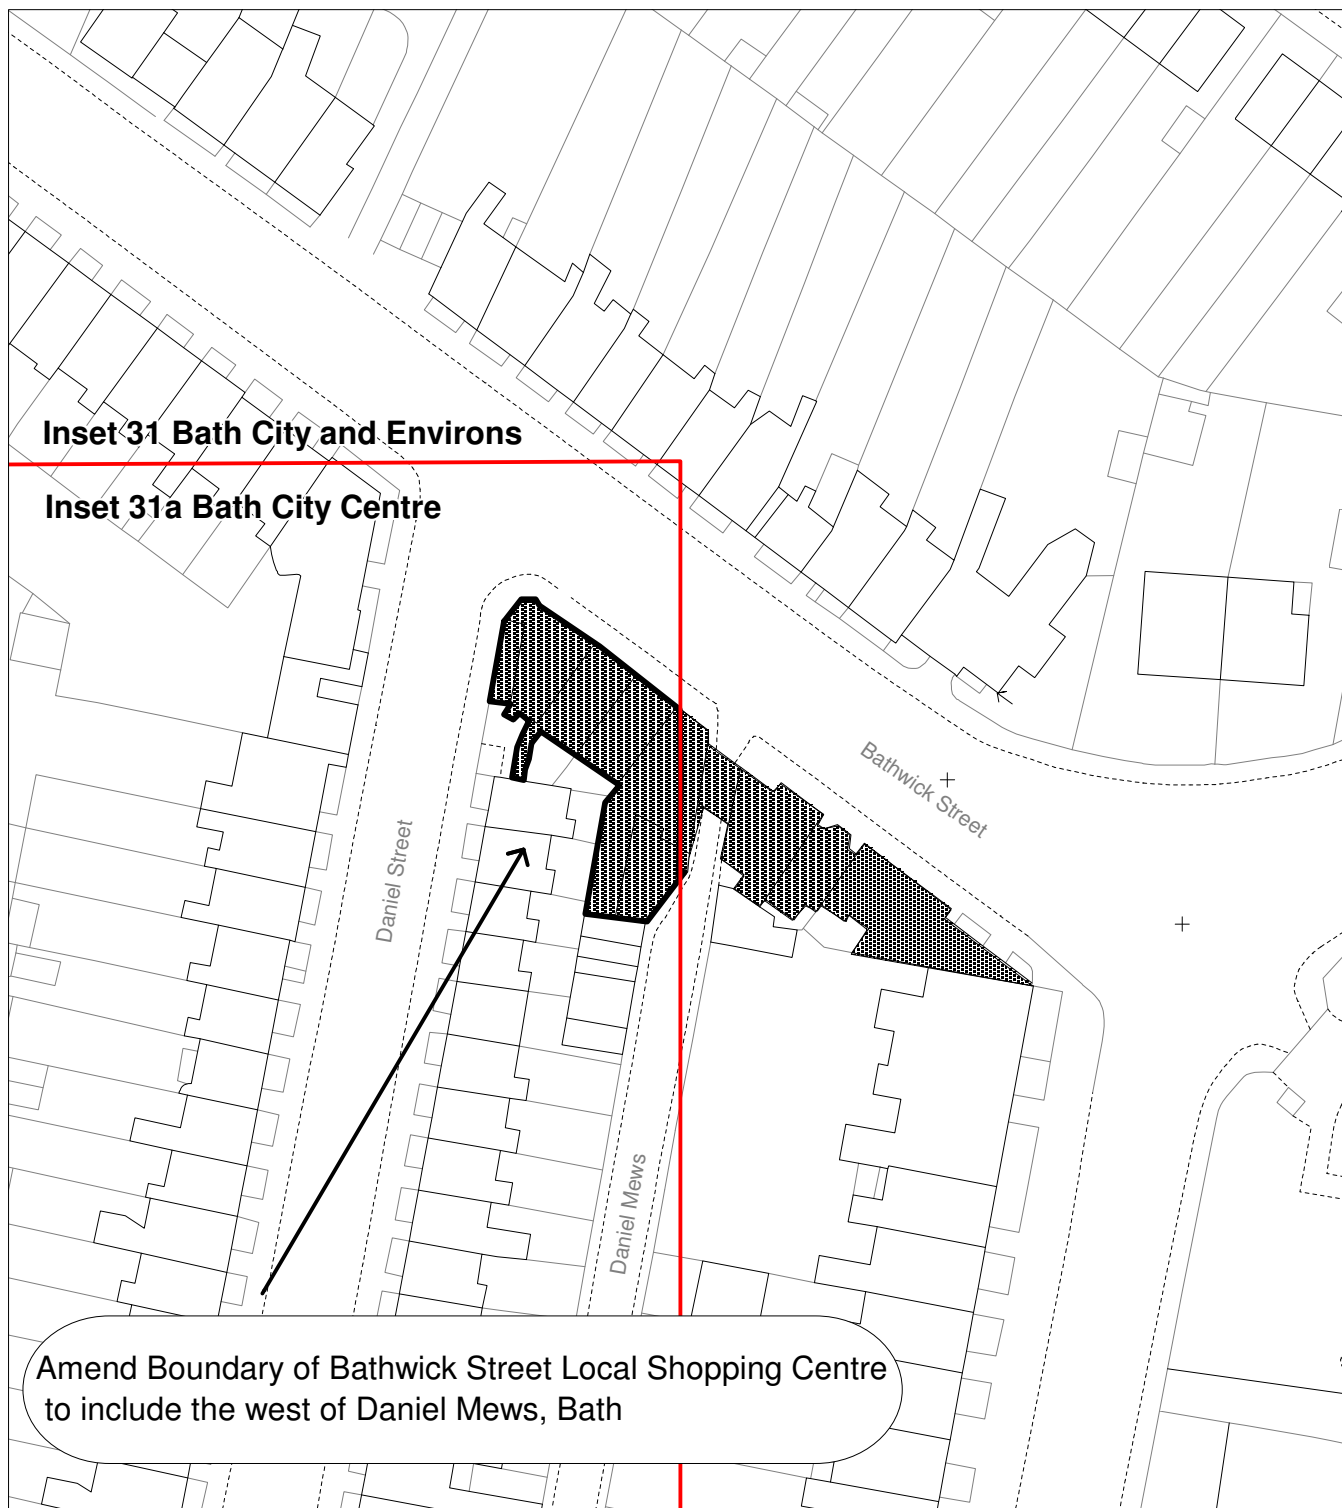 Inset 31 Bath City and Environs
Inset 31a Bath City Centre
Bathwick Street
Daniel Street
Daniel Mews
Amend Boundary of Bathwick Street Local Shopping Centre
to include the west of Daniel Mews, Bath